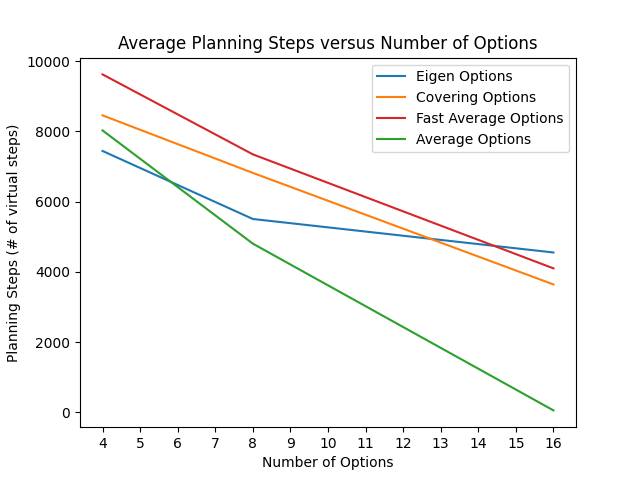 Average Planning Steps versus Number of Options
Eigen Options
Covering Options
Fast Average Options
Average Options
Planning Steps (# of virtual steps)
10000
8000
6000
4000
2000
0
4 5 6 7 8 9 10 11 12 13 14 15 16
Number of Options